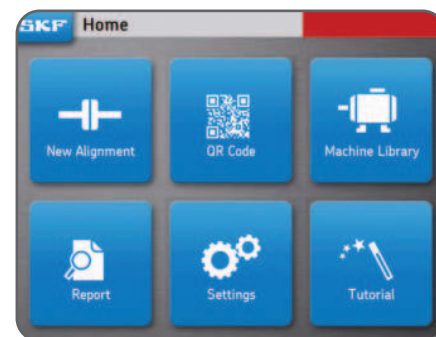 SKF Home
New Alignment QR Code Machine Library
Report Settings Tutorial